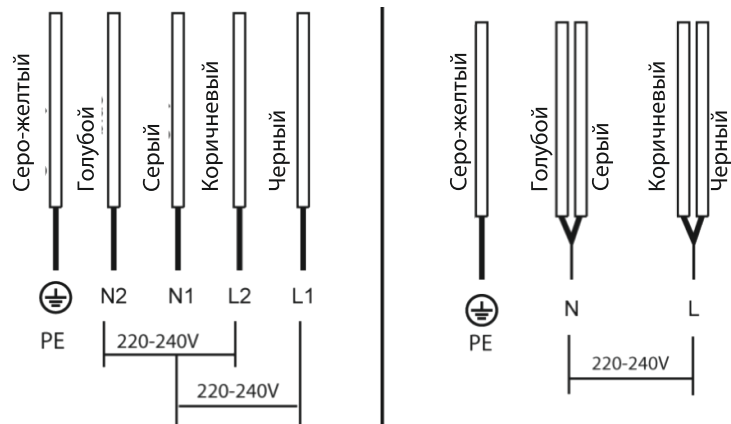 Серо-желтый
Голубой
Серый
Коричневый
Черный
N2
N1
L2
L1
PE
220-240V
220-240V
Серо-желтый
Голубой
Серый
Коричневый
Черный
N
L
PE
220-240V